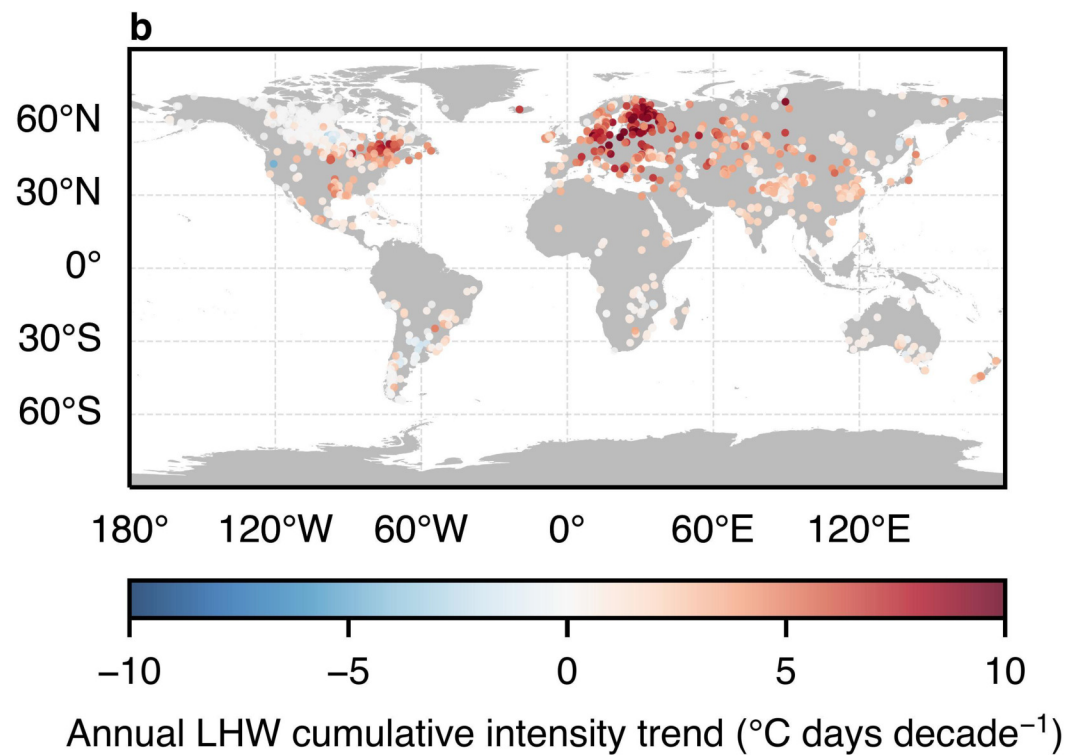 b
60°N
30°N
0°
30°S
60°S
180° 120°W 60°W 0° 60°E 120°E
−10 −5 0 5 10
Annual LHW cumulative intensity trend (°C days decade⁻¹)